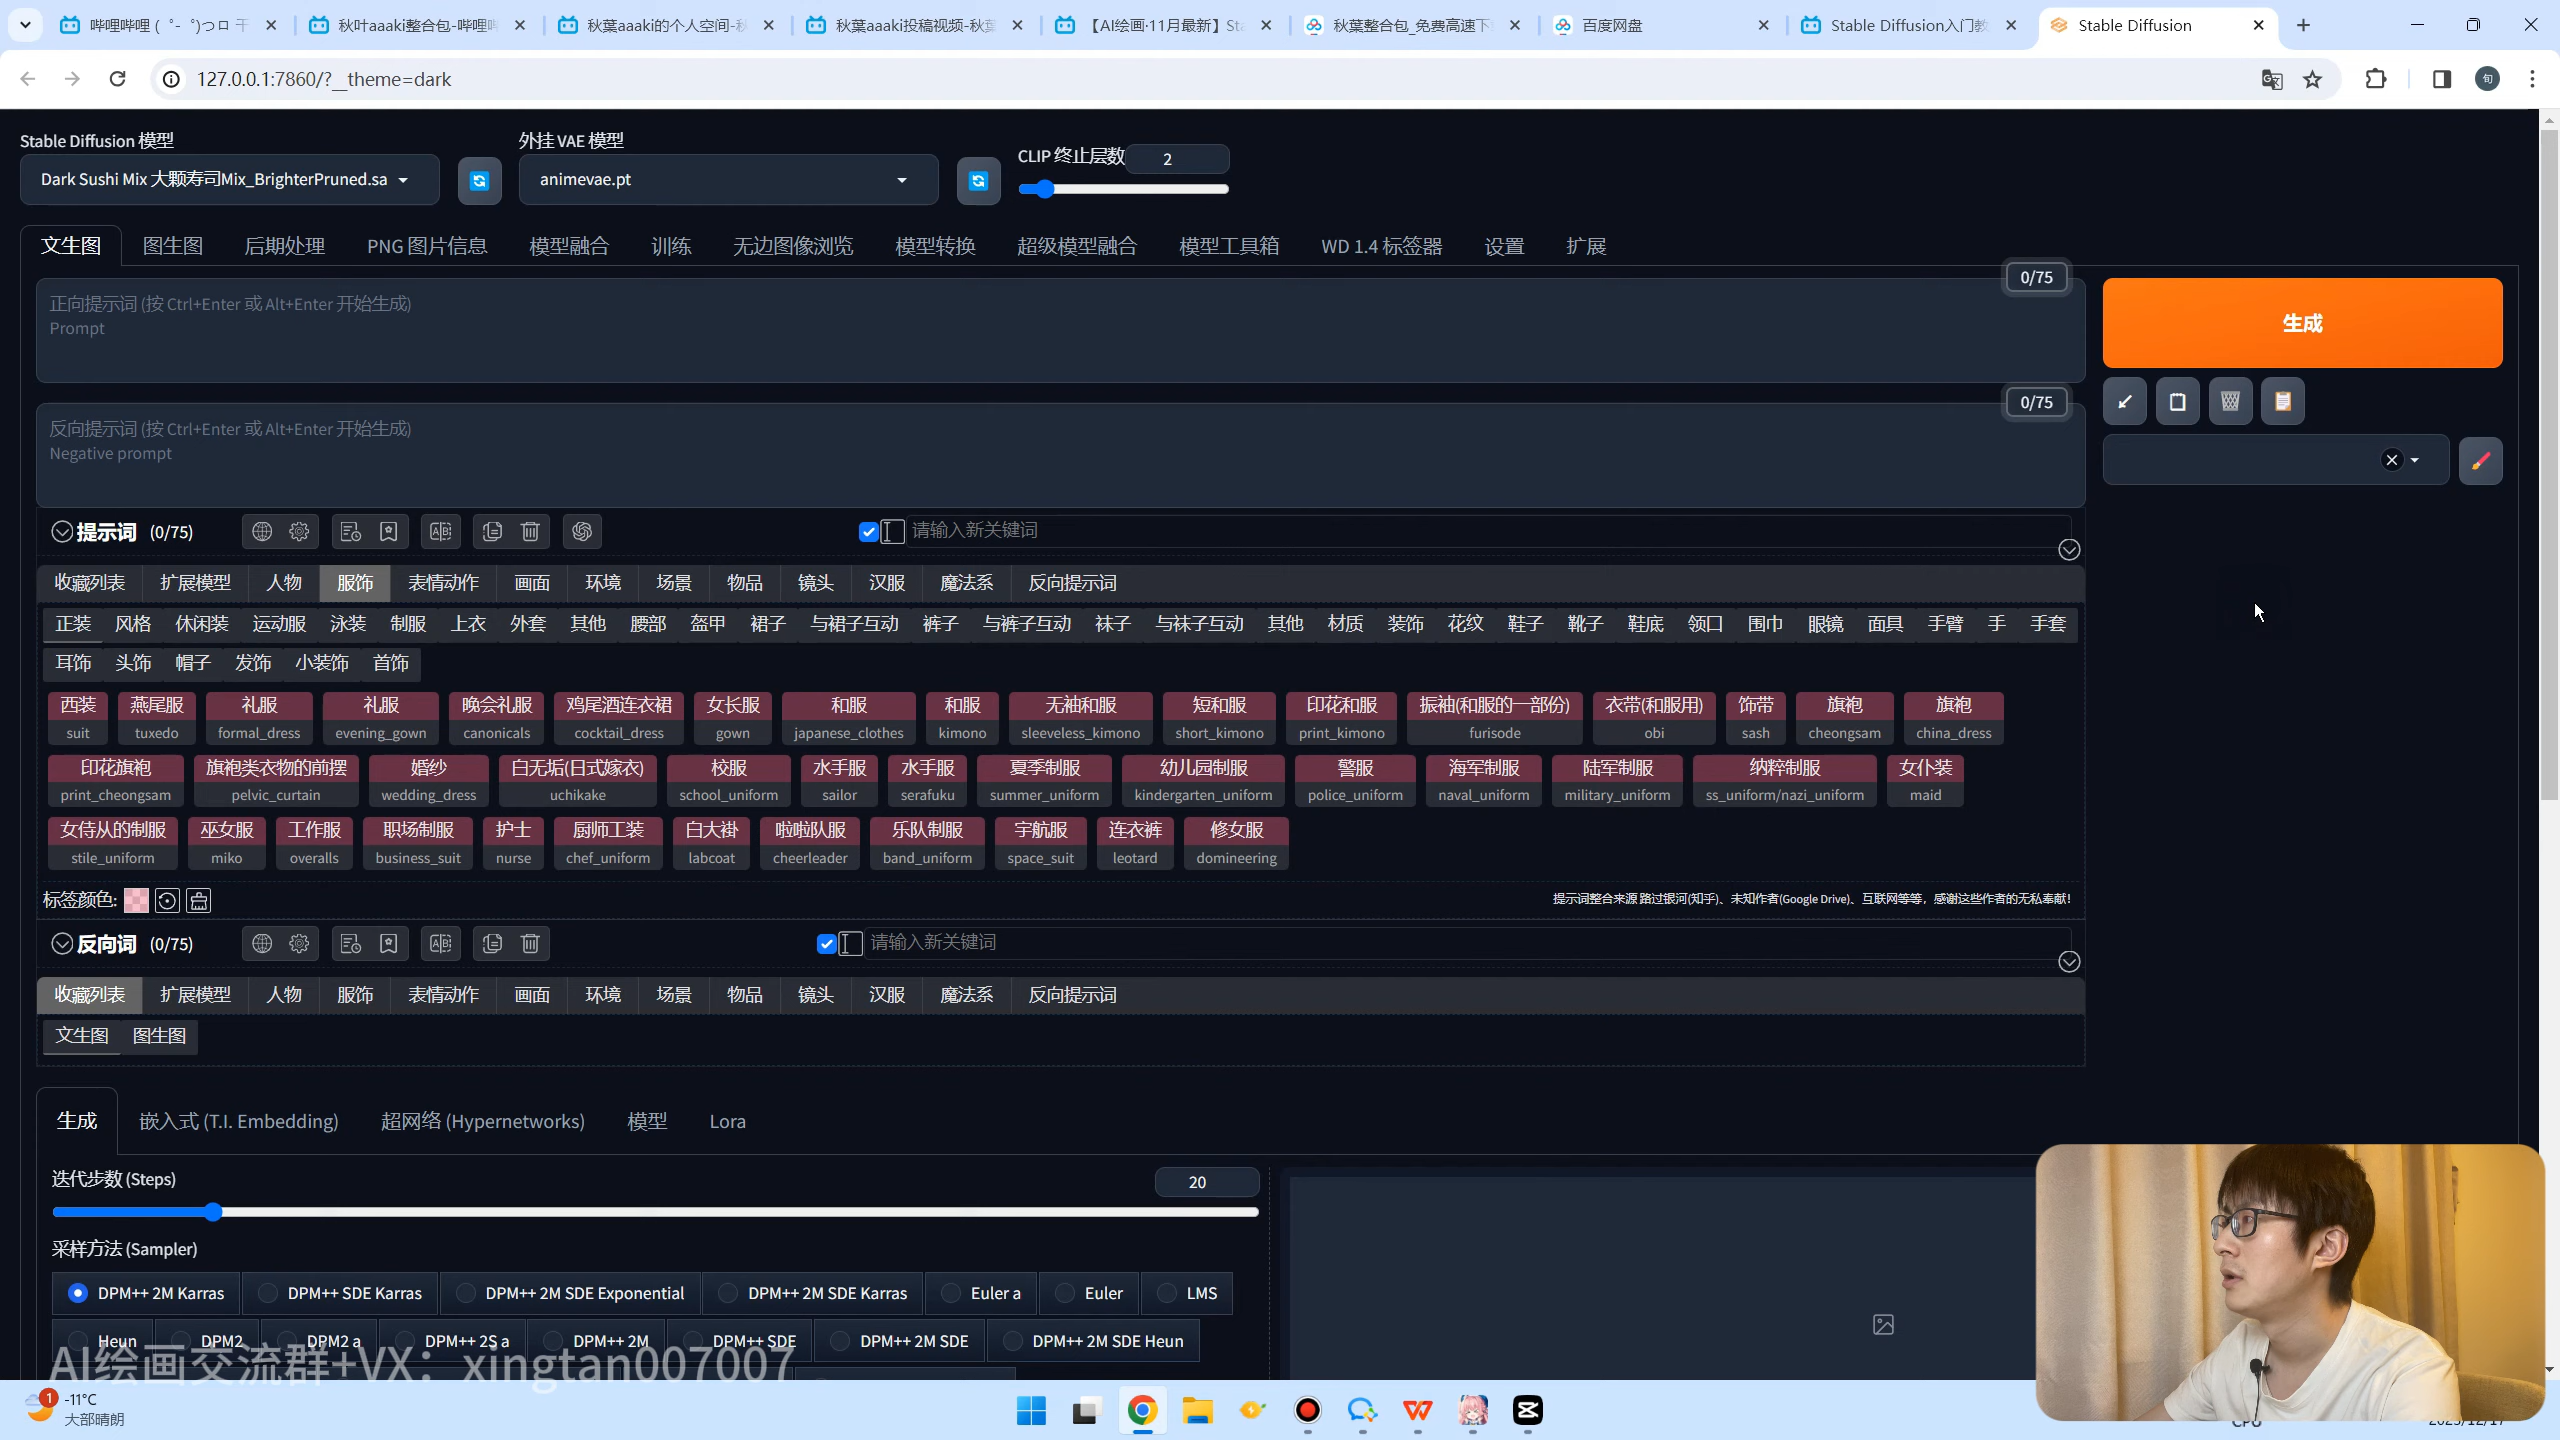 哔哩哔哩 (゜-゜)つロ 干
秋叶aaaki整合包-哔哩哔
秋葉aaaki的个人空间-秋
秋葉aaaki投稿视频-秋葉
【AI绘画·11月最新】Sta
秋葉整合包_免费高速下
百度网盘
Stable Diffusion入门教
Stable Diffusion
127.0.0.1:7860/?__theme=dark
旬
Stable Diffusion 模型
外挂 VAE 模型
CLIP 终止层数
2
Dark Sushi Mix 大颗寿司Mix_BrighterPruned.sa
animevae.pt
文生图 图生图 后期处理 PNG 图片信息 模型融合 训练 无边图像浏览 模型转换 超级模型融合 模型工具箱 WD 1.4 标签器 设置 扩展
0/75
正向提示词 (按 Ctrl+Enter 或 Alt+Enter 开始生成)
Prompt
生成
0/75
反向提示词 (按 Ctrl+Enter 或 Alt+Enter 开始生成)
Negative prompt
提示词 (0/75)
请输入新关键词
收藏列表 扩展模型 人物 服饰 表情动作 画面 环境 场景 物品 镜头 汉服 魔法系 反向提示词
正装 风格 休闲装 运动服 泳装 制服 上衣 外套 其他 腰部 盔甲 裙子 与裙子互动 裤子 与裤子互动 袜子 与袜子互动 其他 材质 装饰 花纹 鞋子 靴子 鞋底 领口 围巾 眼镜 面具 手臂 手 手套
耳饰 头饰 帽子 发饰 小装饰 首饰
西装 燕尾服 礼服 礼服 晚会礼服 鸡尾酒连衣裙 女长服 和服 和服 无袖和服 短和服 印花和服 振袖(和服的一部份) 衣带(和服用) 饰带 旗袍 旗袍
suit tuxedo formal_dress evening_gown canonicals cocktail_dress gown japanese_clothes kimono sleeveless_kimono short_kimono print_kimono furisode obi sash cheongsam china_dress
印花旗袍 旗袍类衣物的前摆 婚纱 白无垢(日式嫁衣) 校服 水手服 水手服 夏季制服 幼儿园制服 警服 海军制服 陆军制服 纳粹制服 女仆装
print_cheongsam pelvic_curtain wedding_dress uchikake school_uniform sailor serafuku summer_uniform kindergarten_uniform police_uniform naval_uniform military_uniform ss_uniform/nazi_uniform maid
女侍从的制服 巫女服 工作服 职场制服 护士 厨师工装 白大褂 啦啦队服 乐队制服 宇航服 连衣裤 修女服
stile_uniform miko overalls business_suit nurse chef_uniform labcoat cheerleader band_uniform space_suit leotard domineering
标签颜色:
提示词整合来源 路过银河(知乎)、未知作者(Google Drive)、互联网等等，感谢这些作者的无私奉献!
反向词 (0/75)
请输入新关键词
收藏列表 扩展模型 人物 服饰 表情动作 画面 环境 场景 物品 镜头 汉服 魔法系 反向提示词
文生图 图生图
生成 嵌入式 (T.I. Embedding) 超网络 (Hypernetworks) 模型 Lora
迭代步数 (Steps)
20
采样方法 (Sampler)
DPM++ 2M Karras DPM++ SDE Karras DPM++ 2M SDE Exponential DPM++ 2M SDE Karras Euler a Euler LMS
Heun DPM2 DPM2 a DPM++ 2S a DPM++ 2M DPM++ SDE DPM++ 2M SDE DPM++ 2M SDE Heun
AI绘画交流群+VX：xingtan007007
1
-11°C
大部晴朗